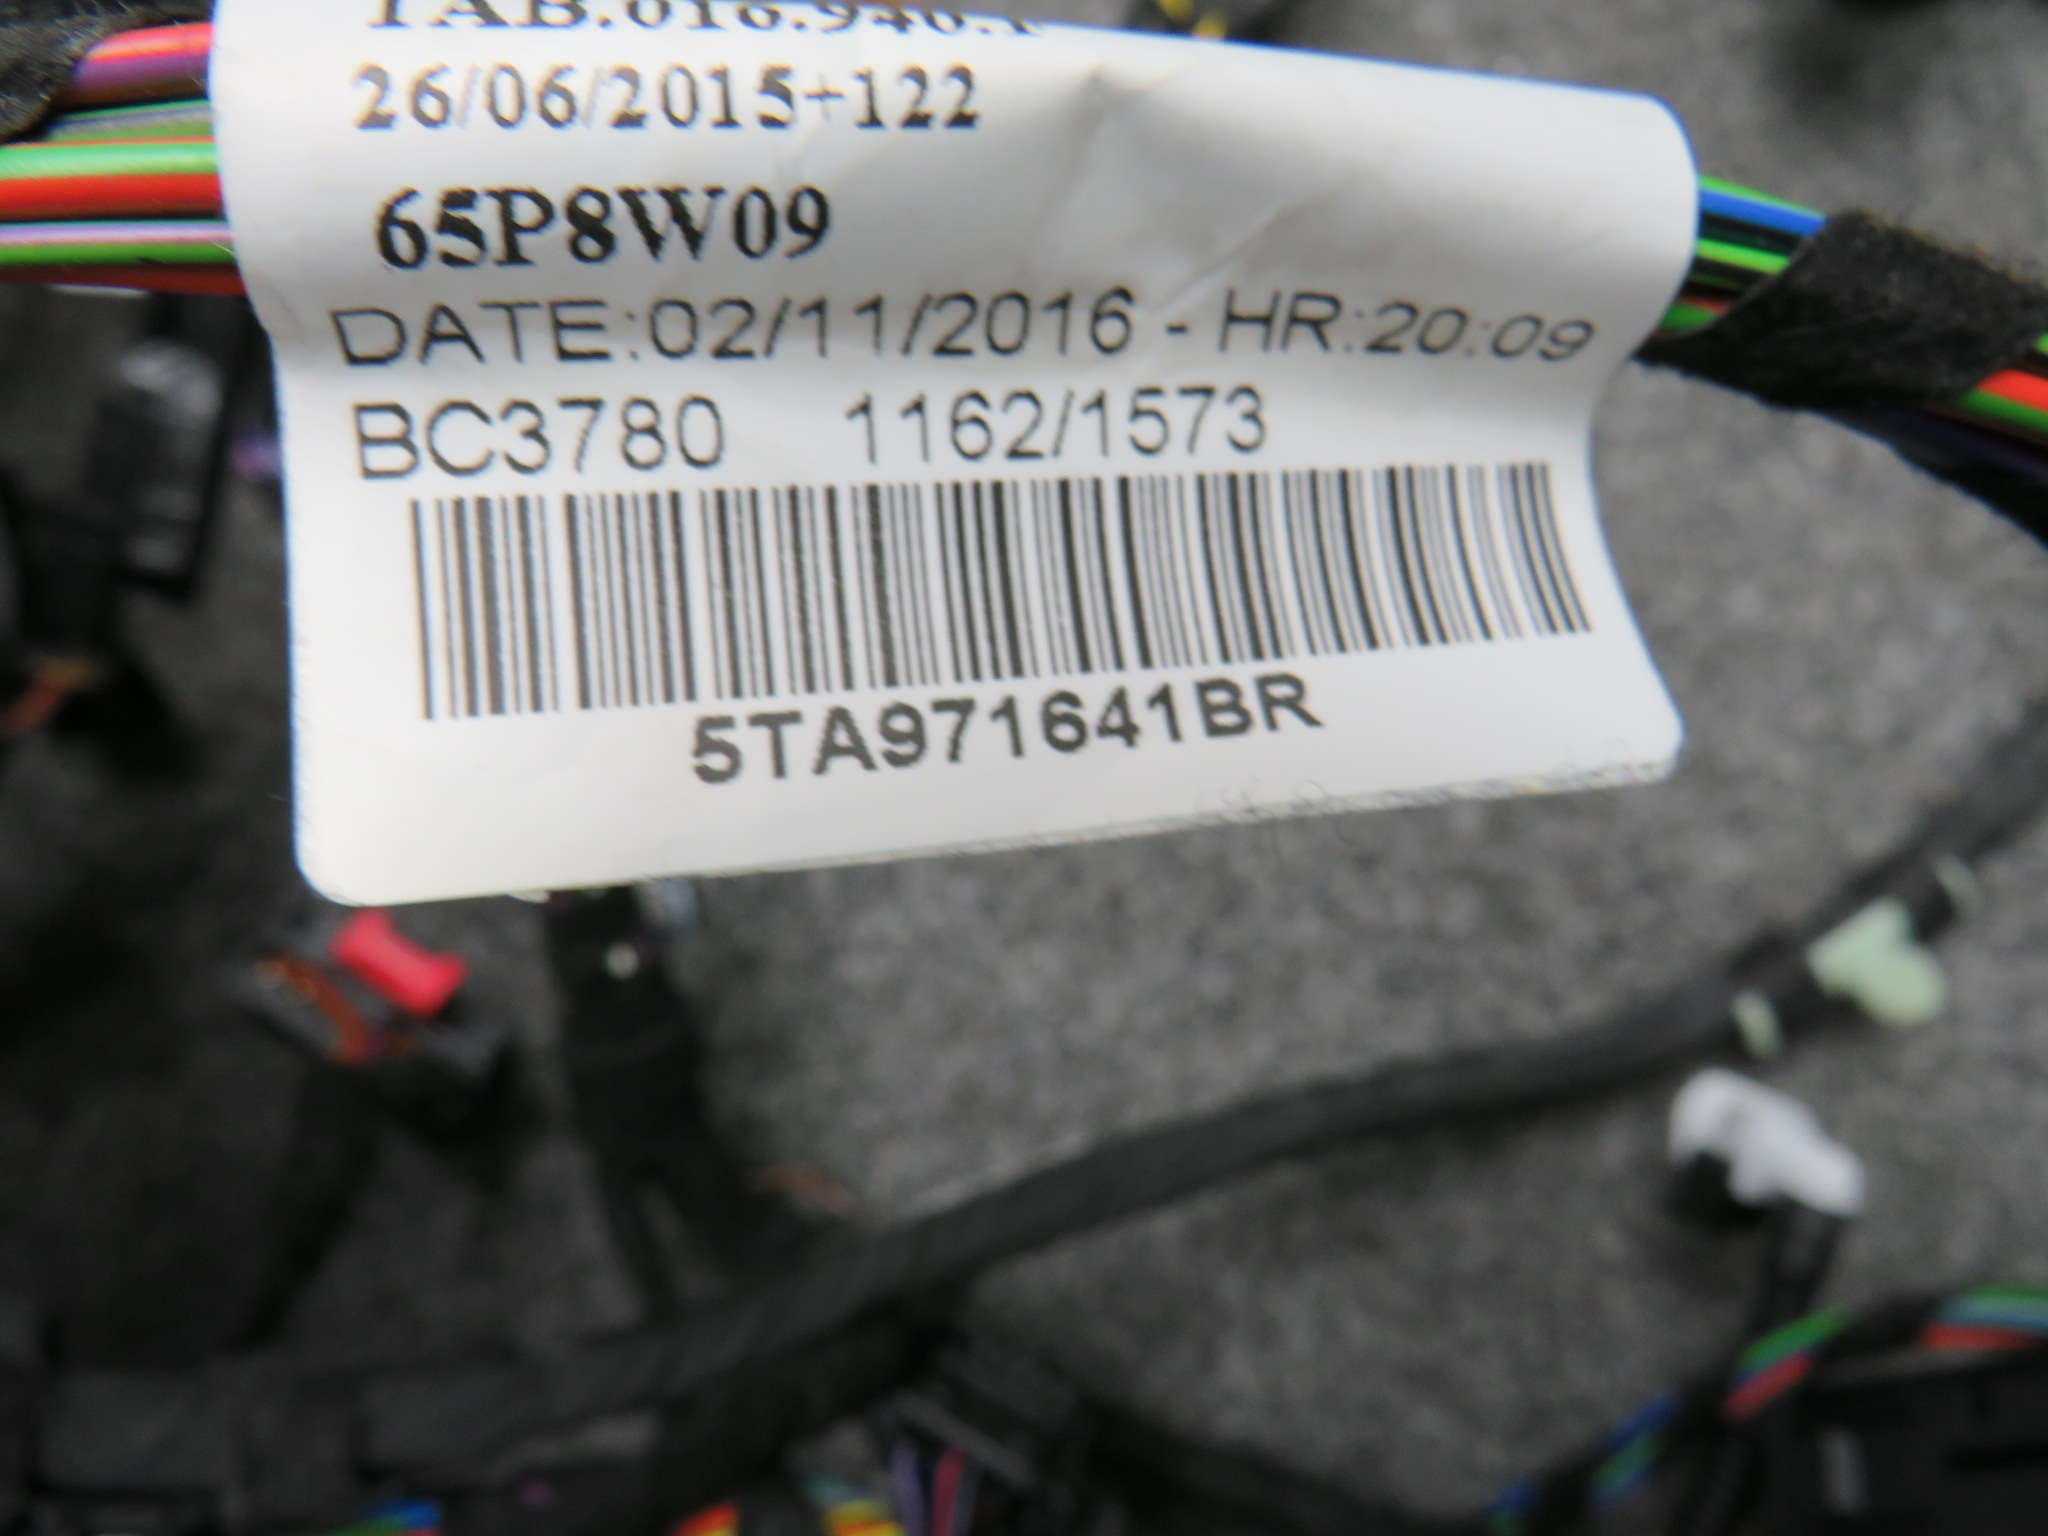 26/06/2015+122
65P8W09
DATE:02/11/2016 - HR:20:09
BC3780 1162/1573
5TA971641BR